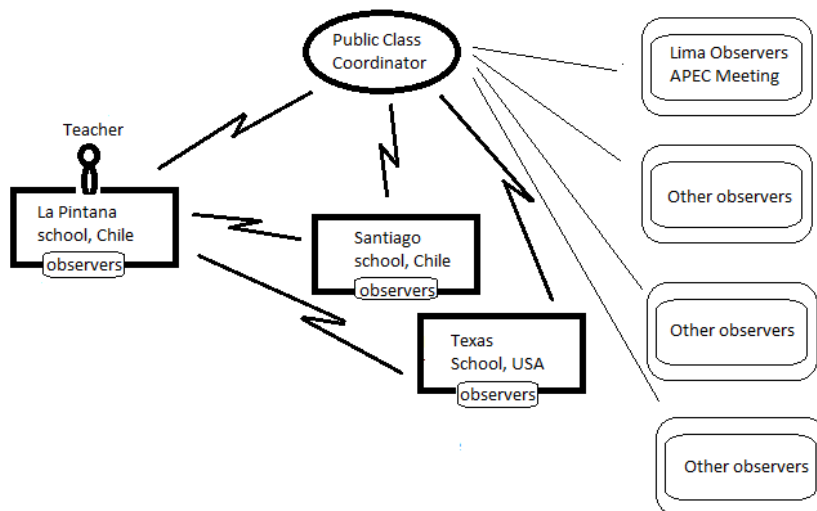 Public Class
Coordinator
Lima Observers
APEC Meeting
Teacher
Other observers
La Pintana
school, Chile
observers
Santiago
school, Chile
observers
Other observers
Texas
School, USA
observers
Other observers